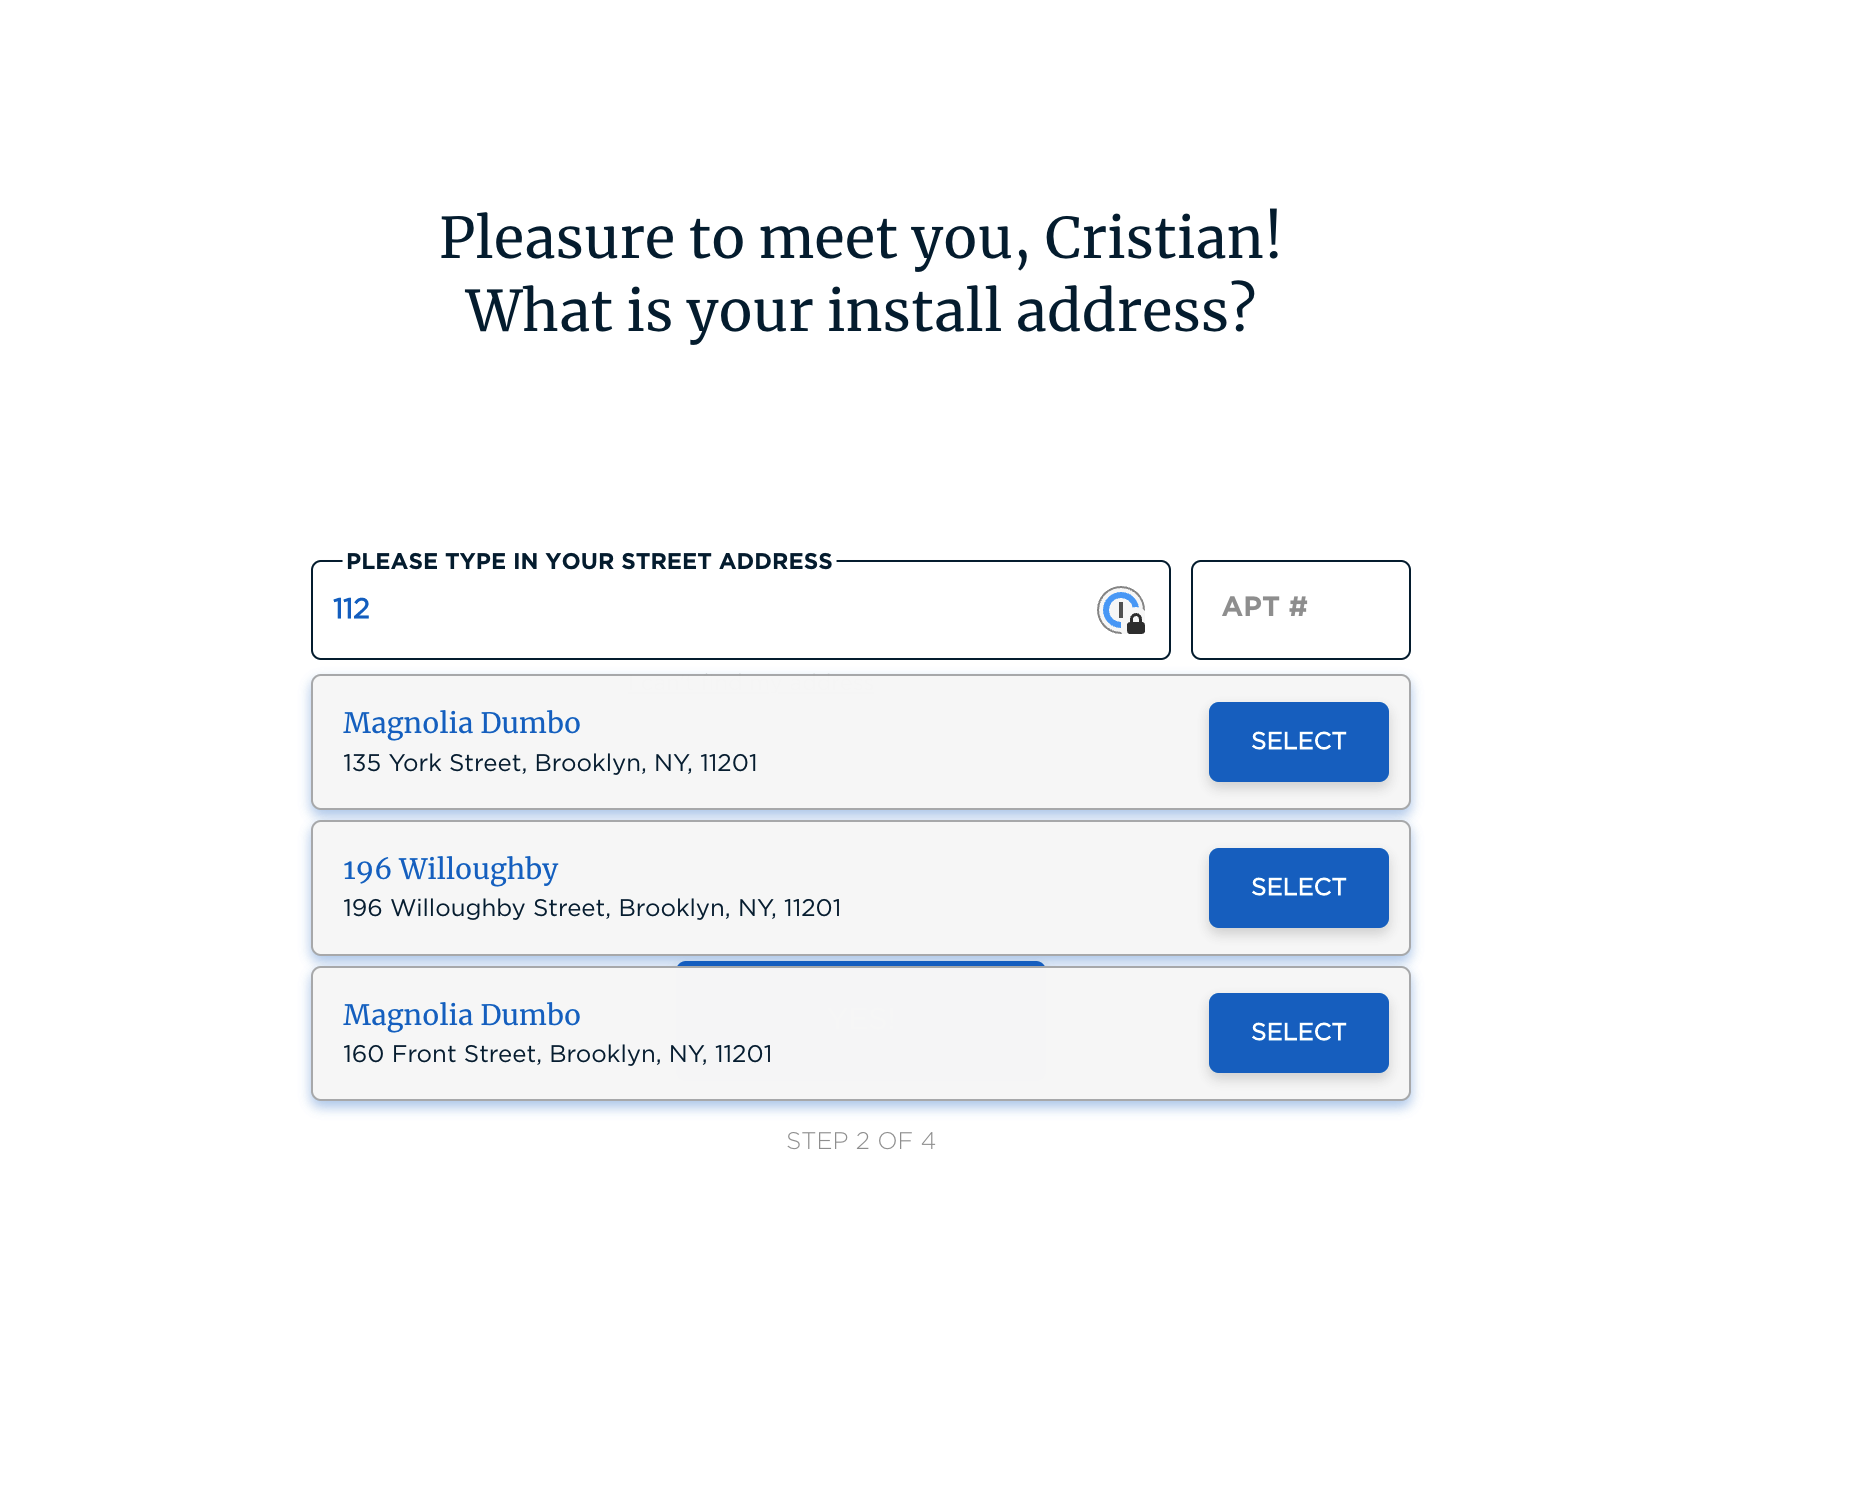 Pleasure to meet you, Cristian!
What is your install address?
PLEASE TYPE IN YOUR STREET ADDRESS
112
APT #
Magnolia Dumbo
135 York Street, Brooklyn, NY, 11201
SELECT
196 Willoughby
196 Willoughby Street, Brooklyn, NY, 11201
SELECT
Magnolia Dumbo
160 Front Street, Brooklyn, NY, 11201
SELECT
STEP 2 OF 4